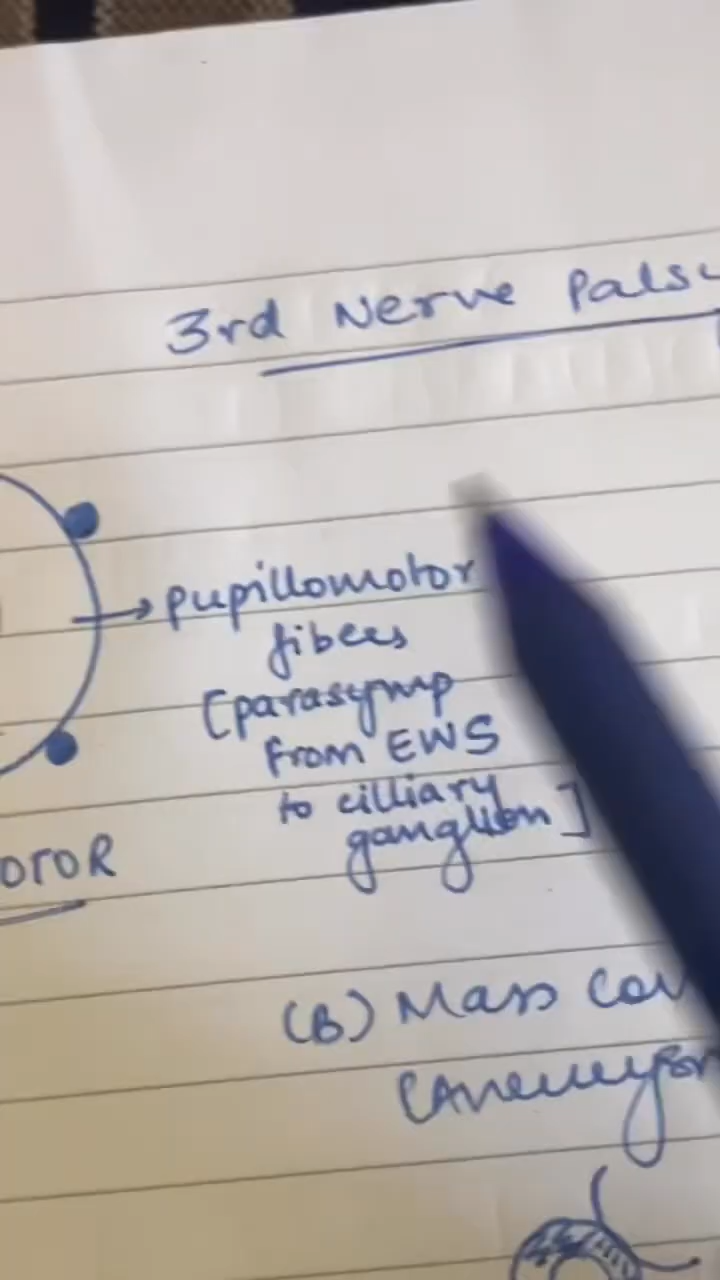 3rd Nerve Pals
pupillomotor
fibers
[parasymp
from EWS
to cilliary
ganglion]
OTOR
(B) Mass